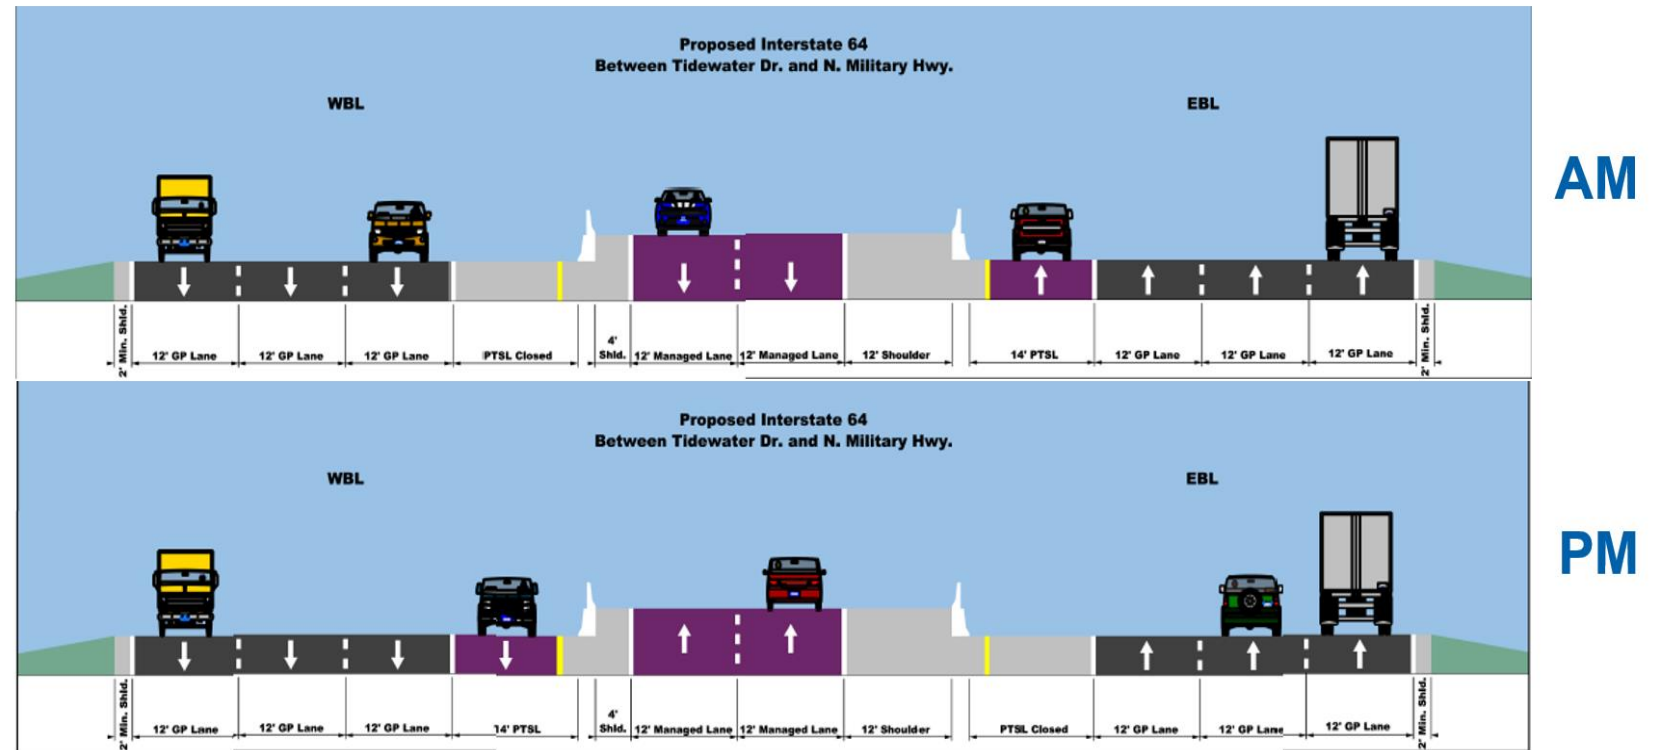 Proposed Interstate 64
Between Tidewater Dr. and N. Military Hwy.
WBL
EBL
AM
2' Min. Shld.
12' GP Lane
12' GP Lane
12' GP Lane
PTSL Closed
4'
Shld.
12' Managed Lane
12' Managed Lane
12' Shoulder
14' PTSL
12' GP Lane
12' GP Lane
12' GP Lane
2' Min. Shld.
Proposed Interstate 64
Between Tidewater Dr. and N. Military Hwy.
WBL
EBL
PM
2' Min. Shld.
12' GP Lane
12' GP Lane
12' GP Lane
14' PTSL
4'
Shld.
12' Managed Lane
12' Managed Lane
12' Shoulder
PTSL Closed
12' GP Lane
12' GP Lane
12' GP Lane
2' Min. Shld.